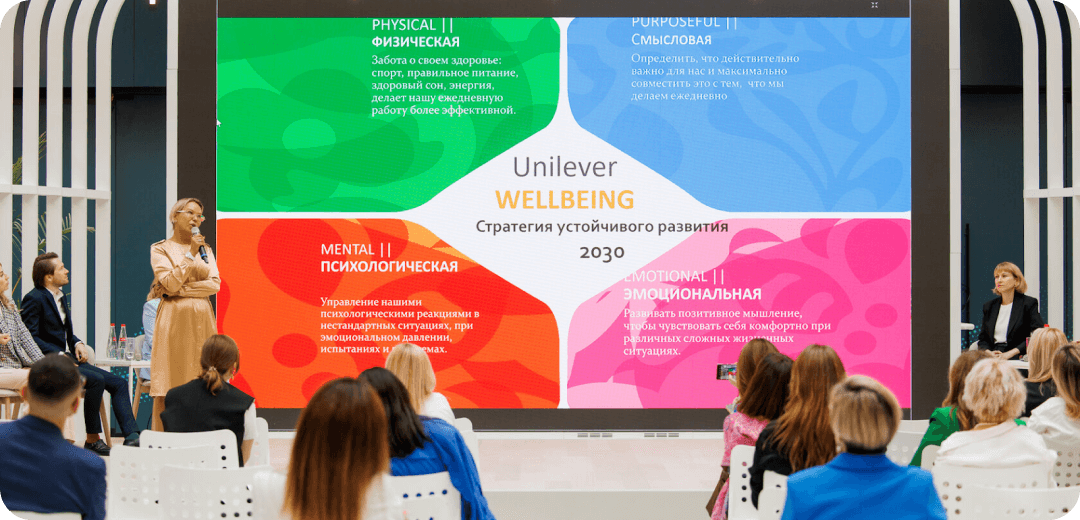 PHYSICAL ||
ФИЗИЧЕСКАЯ
Забота о своем здоровье:
спорт, правильное питание,
здоровый сон, энергия,
делает нашу ежедневную
работу более эффективной.
PURPOSEFUL ||
СМЫСЛОВАЯ
Определить, что действительно
важно для нас и максимально
совместить это с тем, что мы
делаем ежедневно
Unilever
WELLBEING
Стратегия устойчивого развития
2030
MENTAL ||
ПСИХОЛОГИЧЕСКАЯ
Управление нашими
психологическими реакциями в
нестандартных ситуациях, при
эмоциональном давлении,
испытаниях и
EMOTIONAL ||
ЭМОЦИОНАЛЬНАЯ
Развивать позитивное мышление,
чтобы чувствовать себя комфортно при
различных сложных жизненных
ситуациях.